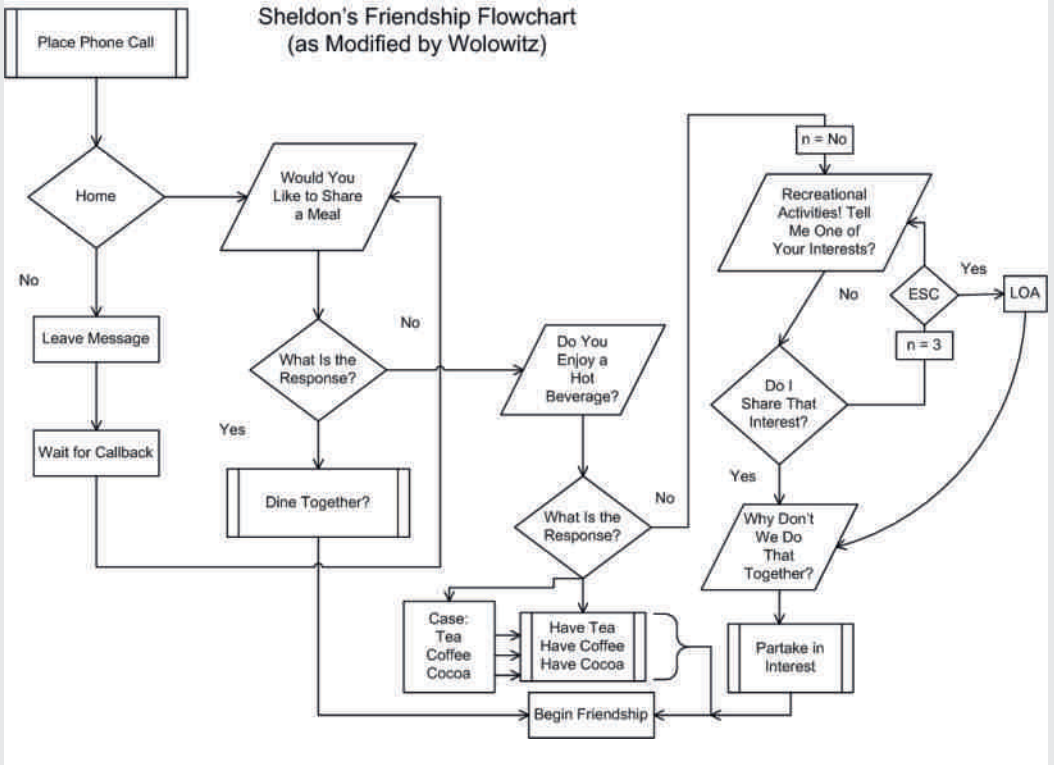 Sheldon's Friendship Flowchart
(as Modified by Wolowitz)
Place Phone Call
Home
No
Leave Message
Wait for Callback
Would You
Like to Share
a Meal
What Is the
Response?
No
Yes
Dine Together?
Do You
Enjoy a
Hot
Beverage?
What Is the
Response?
No
Case:
Tea
Coffee
Cocoa
Have Tea
Have Coffee
Have Cocoa
n = No
Recreational
Activities! Tell
Me One of
Your Interests?
No
Do I
Share That
Interest?
n = 3
ESC
Yes
LOA
Yes
Why Don't
We Do
That
Together?
Partake in
Interest
Begin Friendship